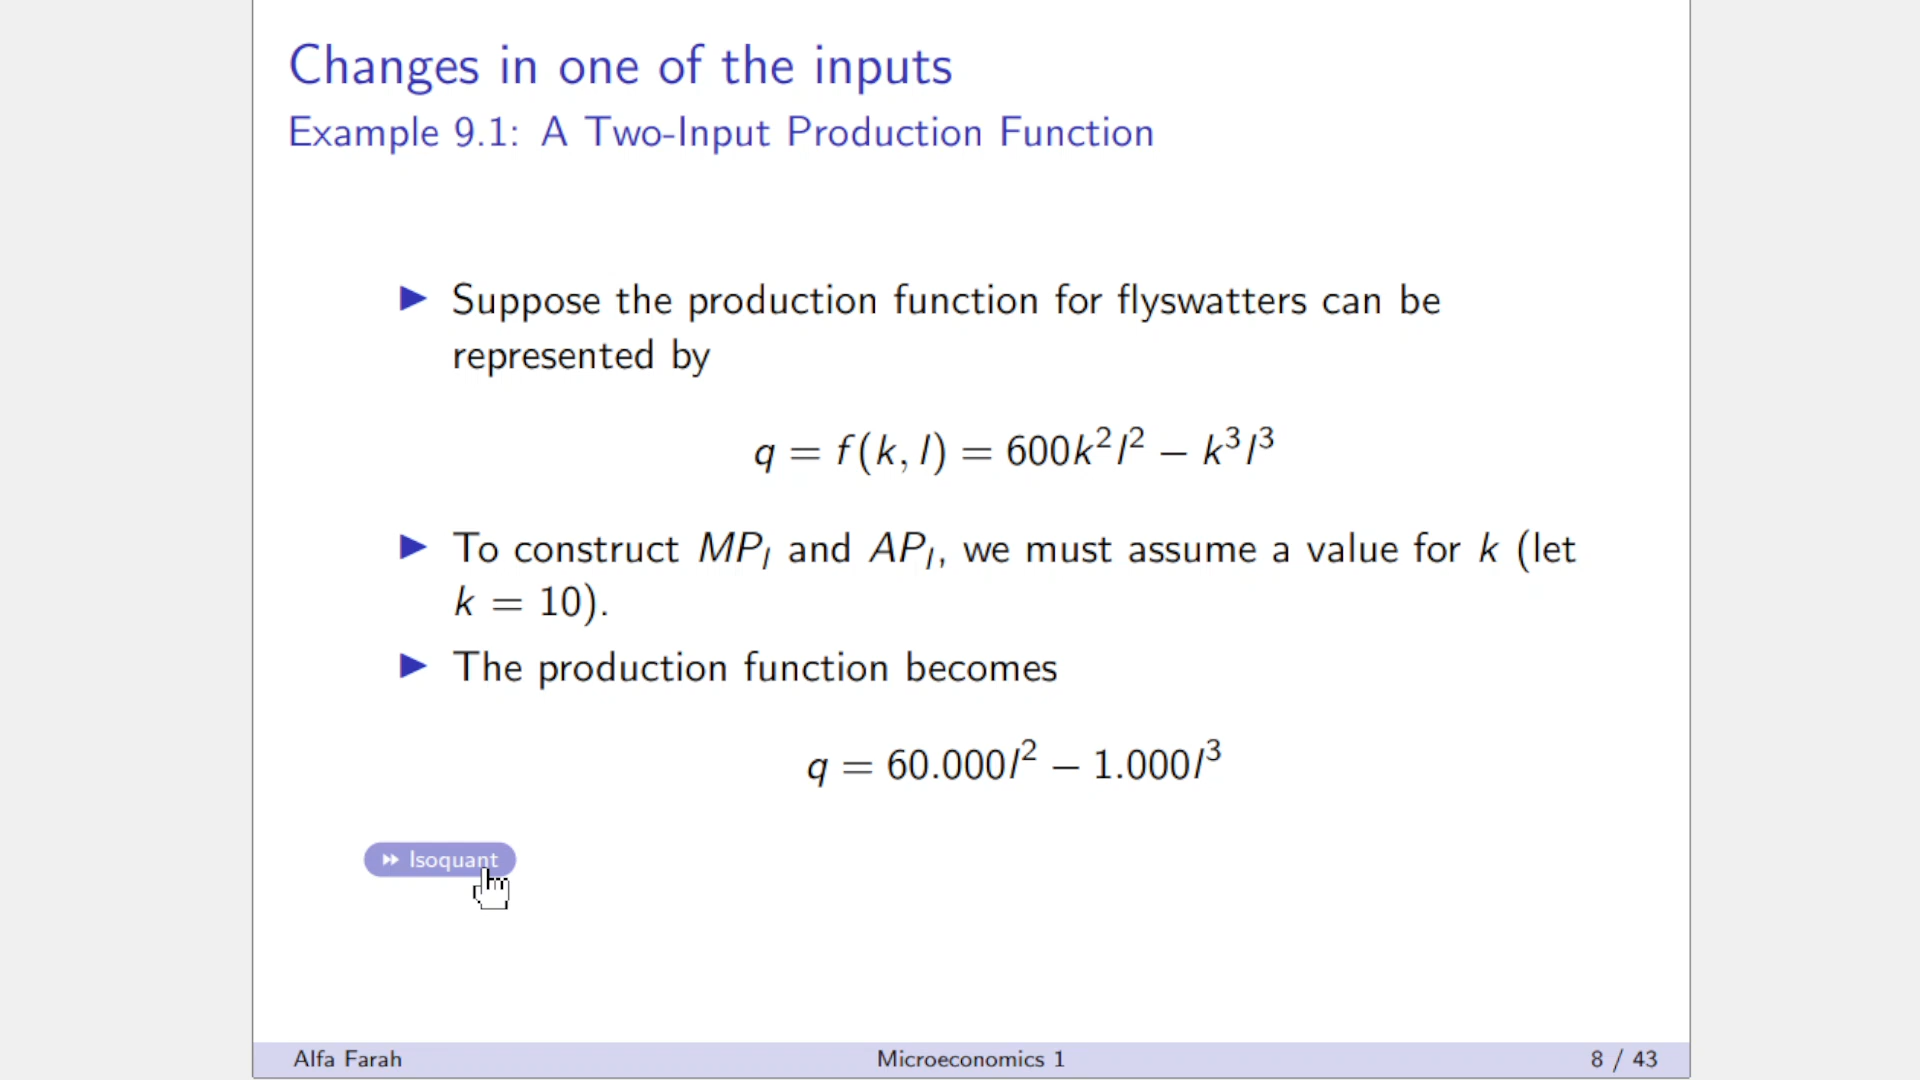 Changes in one of the inputs
Example 9.1: A Two-Input Production Function
Suppose the production function for flyswatters can be
represented by
q = f(k, l) = 600k²l² − k³l³
To construct MPₗ and APₗ, we must assume a value for k (let
k = 10).
The production function becomes
q = 60.000l² − 1.000l³
Isoquant
Alfa Farah
Microeconomics 1
8 / 43